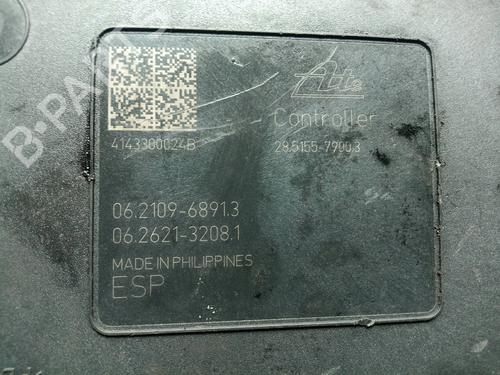 Ate
Controller
4143300024B
28.5155-7990.3
06.2109-6891.3
06.2621-3208.1
MADE IN PHILIPPINES
ESP
B-PARTS